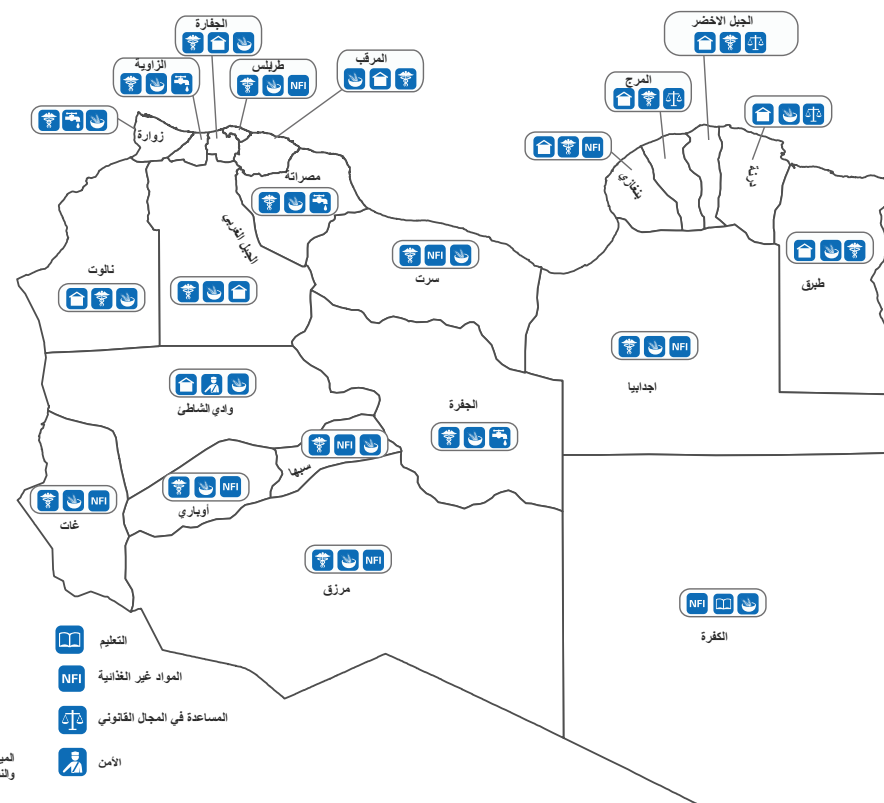 الجبل الاخضر
الجفارة
المرج
المرقب
طرابلس
الزاوية
زوارة
مصراتة
درنة
بنغازي
الجبل الغربي
NFI
NFI
نالوت
سرت
NFI
طبرق
اجدابيا
NFI
وادي الشاطئ
الجفرة
سبها
NFI
أوباري
NFI
غات
NFI
مرزق
NFI
الكفرة
NFI
التعليم
NFI
المواد غير الغذائية
المساعدة في المجال القانوني
الأمن